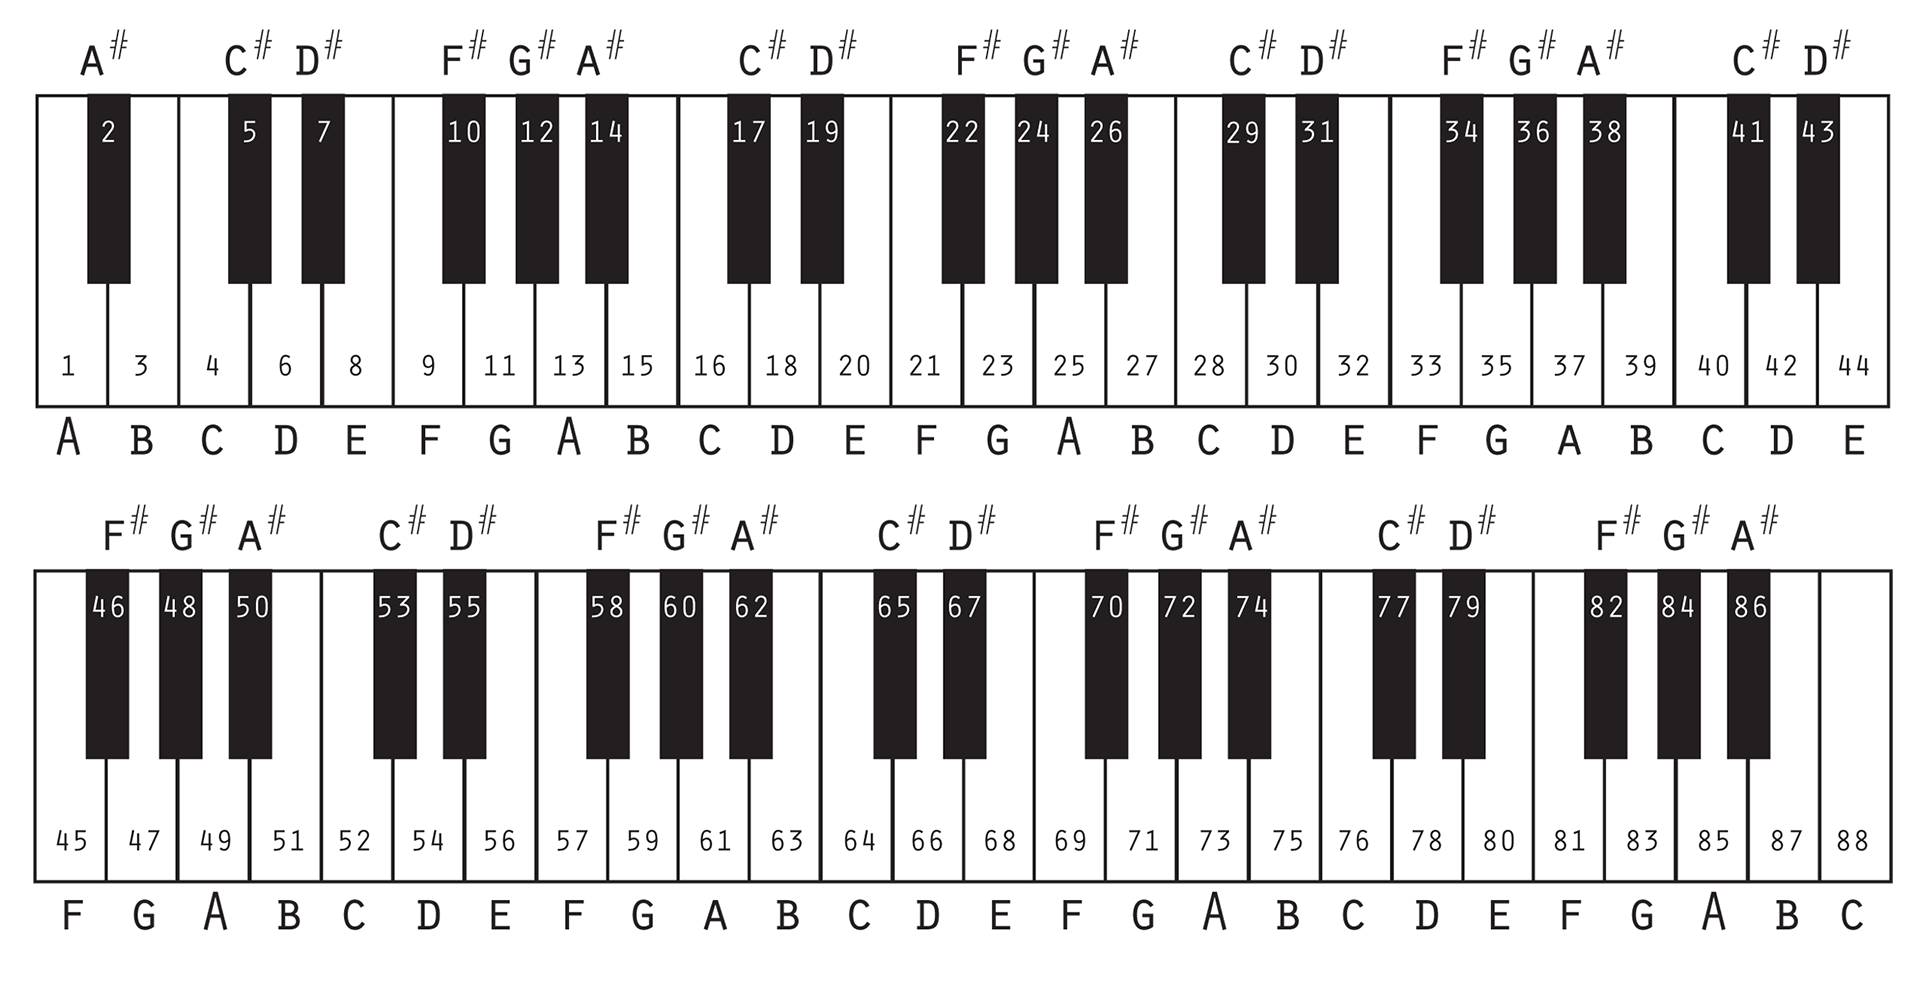 A# C# D# F# G# A# C# D# F# G# A# C# D# F# G# A# C# D#
2 5 7 10 12 14 17 19 22 24 26 29 31 34 36 38 41 43
1 3 4 6 8 9 11 13 15 16 18 20 21 23 25 27 28 30 32 33 35 37 39 40 42 44
A B C D E F G A B C D E F G A B C D E F G A B C D E
F# G# A# C# D# F# G# A# C# D# F# G# A# C# D# F# G# A#
46 48 50 53 55 58 60 62 65 67 70 72 74 77 79 82 84 86
45 47 49 51 52 54 56 57 59 61 63 64 66 68 69 71 73 75 76 78 80 81 83 85 87 88
F G A B C D E F G A B C D E F G A B C D E F G A B C